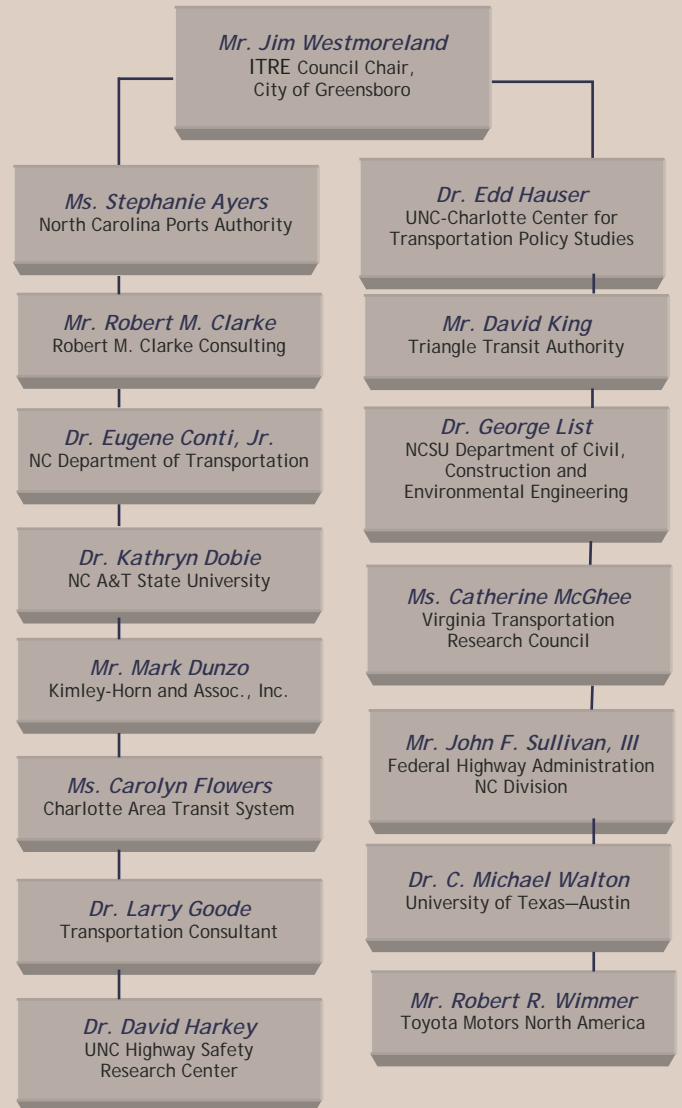 Mr. Jim Westmoreland
ITRE Council Chair,
City of Greensboro
Ms. Stephanie Ayers
North Carolina Ports Authority
Mr. Robert M. Clarke
Robert M. Clarke Consulting
Dr. Eugene Conti, Jr.
NC Department of Transportation
Dr. Kathryn Dobie
NC A&T State University
Mr. Mark Dunzo
Kimley-Horn and Assoc., Inc.
Ms. Carolyn Flowers
Charlotte Area Transit System
Dr. Larry Goode
Transportation Consultant
Dr. David Harkey
UNC Highway Safety
Research Center
Dr. Edd Hauser
UNC-Charlotte Center for
Transportation Policy Studies
Mr. David King
Triangle Transit Authority
Dr. George List
NCSU Department of Civil,
Construction and
Environmental Engineering
Ms. Catherine McGhee
Virginia Transportation
Research Council
Mr. John F. Sullivan, III
Federal Highway Administration
NC Division
Dr. C. Michael Walton
University of Texas—Austin
Mr. Robert R. Wimmer
Toyota Motors North America